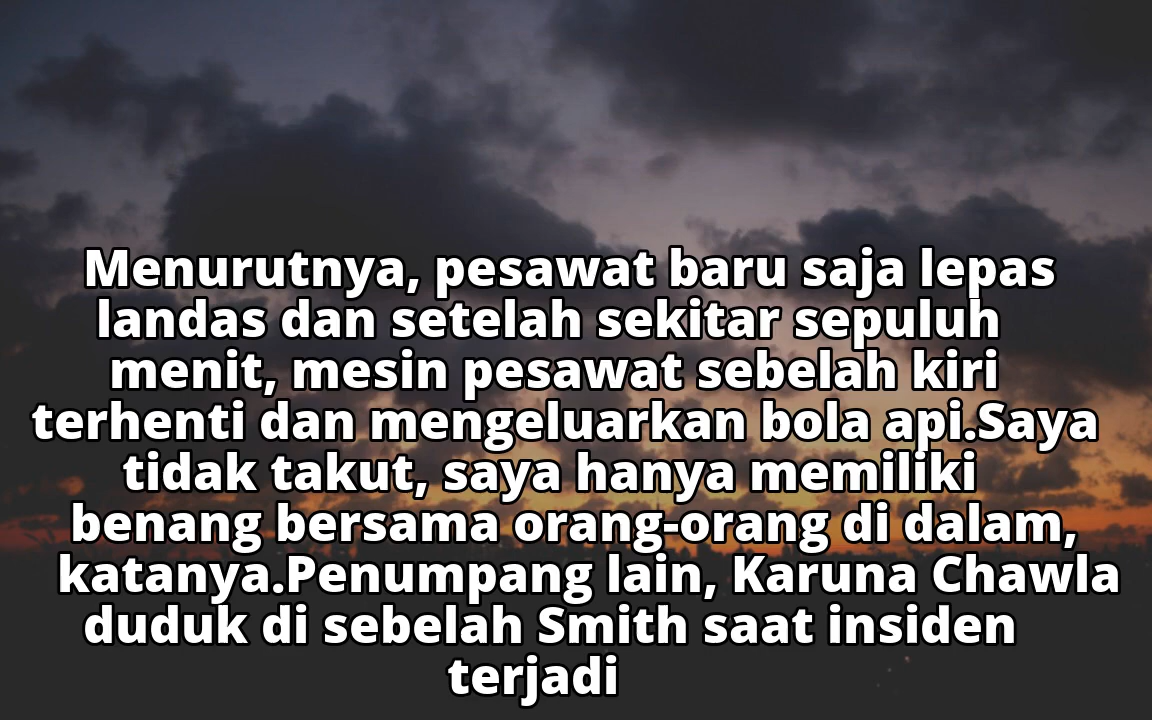 Menurutnya, pesawat baru saja lepas
landas dan setelah sekitar sepuluh
menit, mesin pesawat sebelah kiri
terhenti dan mengeluarkan bola api.Saya
tidak takut, saya hanya memiliki
benang bersama orang-orang di dalam,
katanya.Penumpang lain, Karuna Chawla
duduk di sebelah Smith saat insiden
terjadi